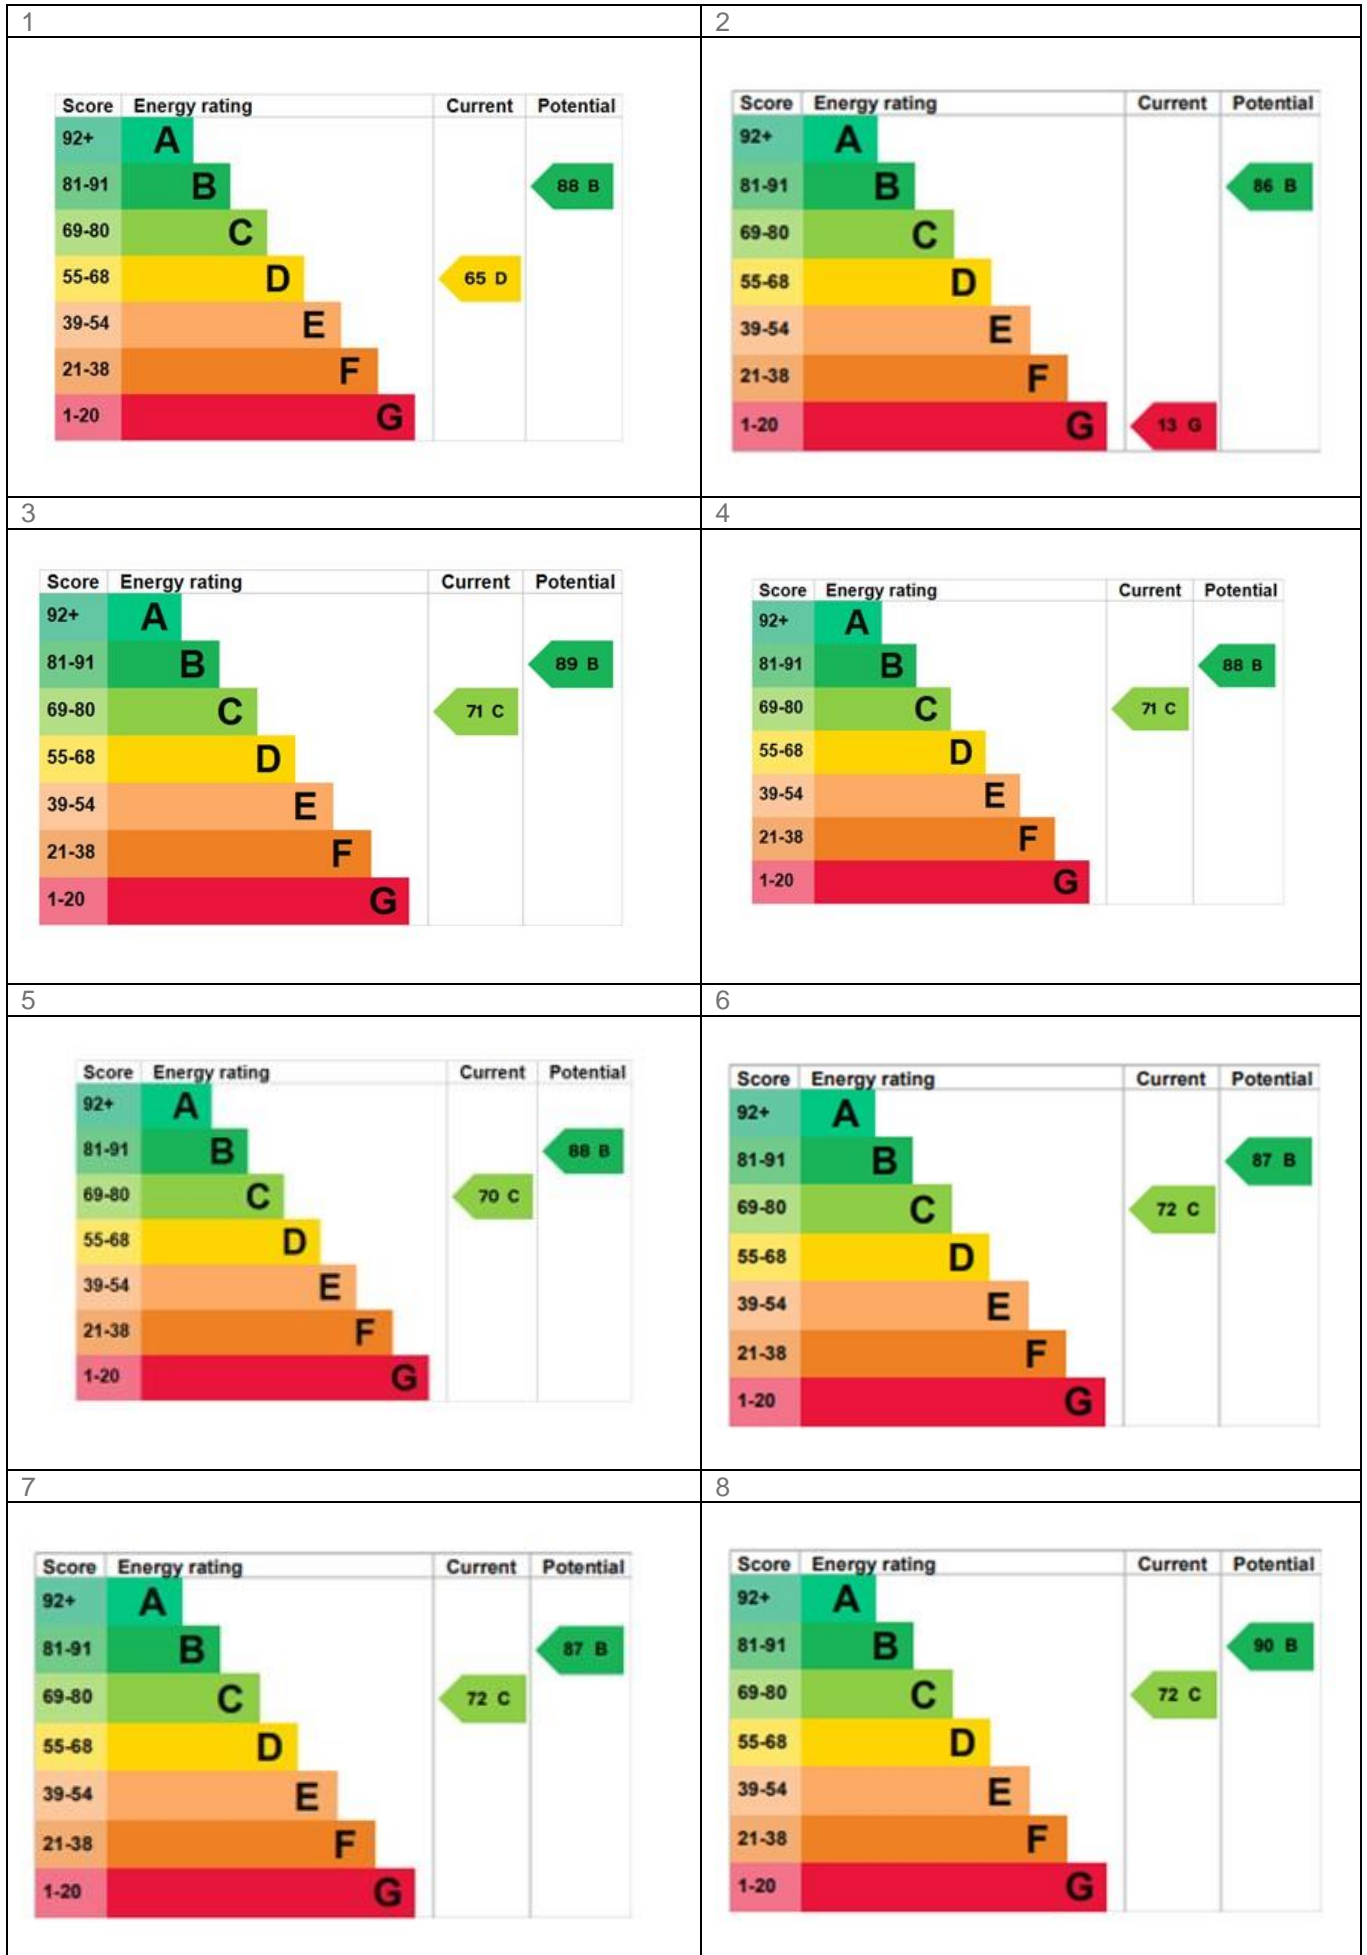 1
Score Energy rating Current Potential
92+ A
81-91 B 88 B
69-80 C
55-68 D 65 D
39-54 E
21-38 F
1-20 G
2
Score Energy rating Current Potential
92+ A
81-91 B 86 B
69-80 C
55-68 D
39-54 E
21-38 F
1-20 G 13 G
3
Score Energy rating Current Potential
92+ A
81-91 B 89 B
69-80 C 71 C
55-68 D
39-54 E
21-38 F
1-20 G
4
Score Energy rating Current Potential
92+ A
81-91 B 88 B
69-80 C 71 C
55-68 D
39-54 E
21-38 F
1-20 G
5
Score Energy rating Current Potential
92+ A
81-91 B 88 B
69-80 C 70 C
55-68 D
39-54 E
21-38 F
1-20 G
6
Score Energy rating Current Potential
92+ A
81-91 B 87 B
69-80 C 72 C
55-68 D
39-54 E
21-38 F
1-20 G
7
Score Energy rating Current Potential
92+ A
81-91 B 87 B
69-80 C 72 C
55-68 D
39-54 E
21-38 F
1-20 G
8
Score Energy rating Current Potential
92+ A
81-91 B 90 B
69-80 C 72 C
55-68 D
39-54 E
21-38 F
1-20 G